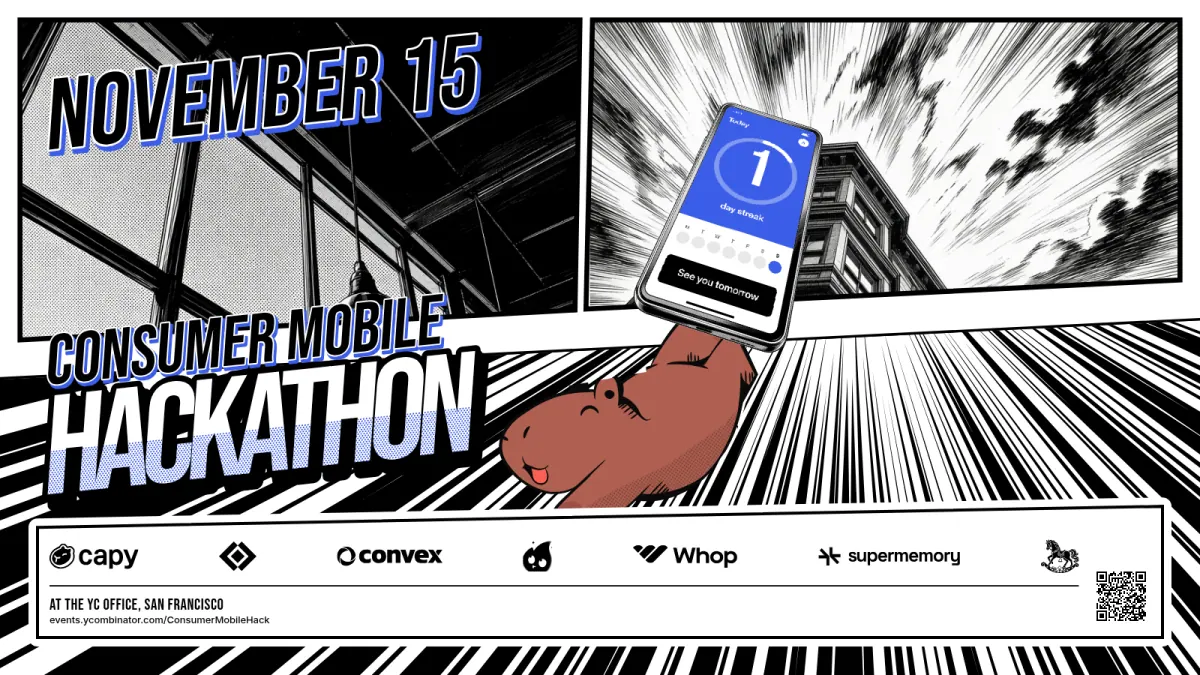 NOVEMBER 15
CONSUMER MOBILE
HACKATHON
Today
1
day streak
M T W T F S S
See you tomorrow
capy
convex
Whop
supermemory
AT THE YC OFFICE, SAN FRANCISCO
events.ycombinator.com/ConsumerMobileHack